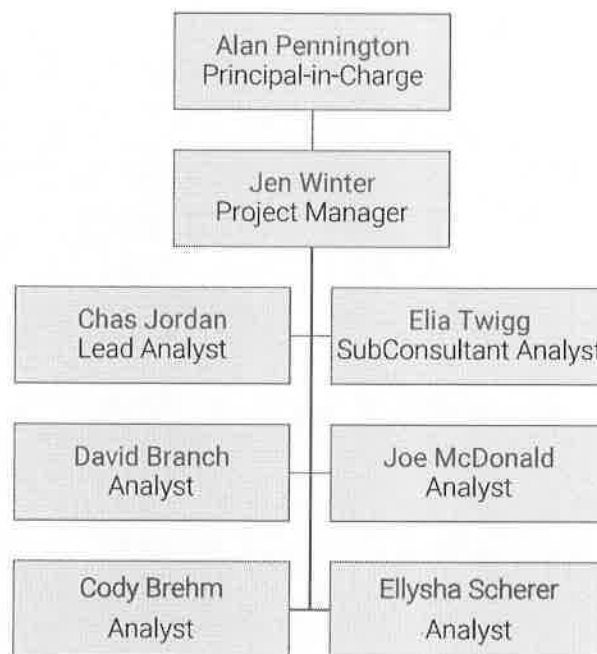 Alan Pennington
Principal-in-Charge
Jen Winter
Project Manager
Chas Jordan
Lead Analyst
Elia Twigg
SubConsultant Analyst
David Branch
Analyst
Joe McDonald
Analyst
Cody Brehm
Analyst
Ellysha Scherer
Analyst